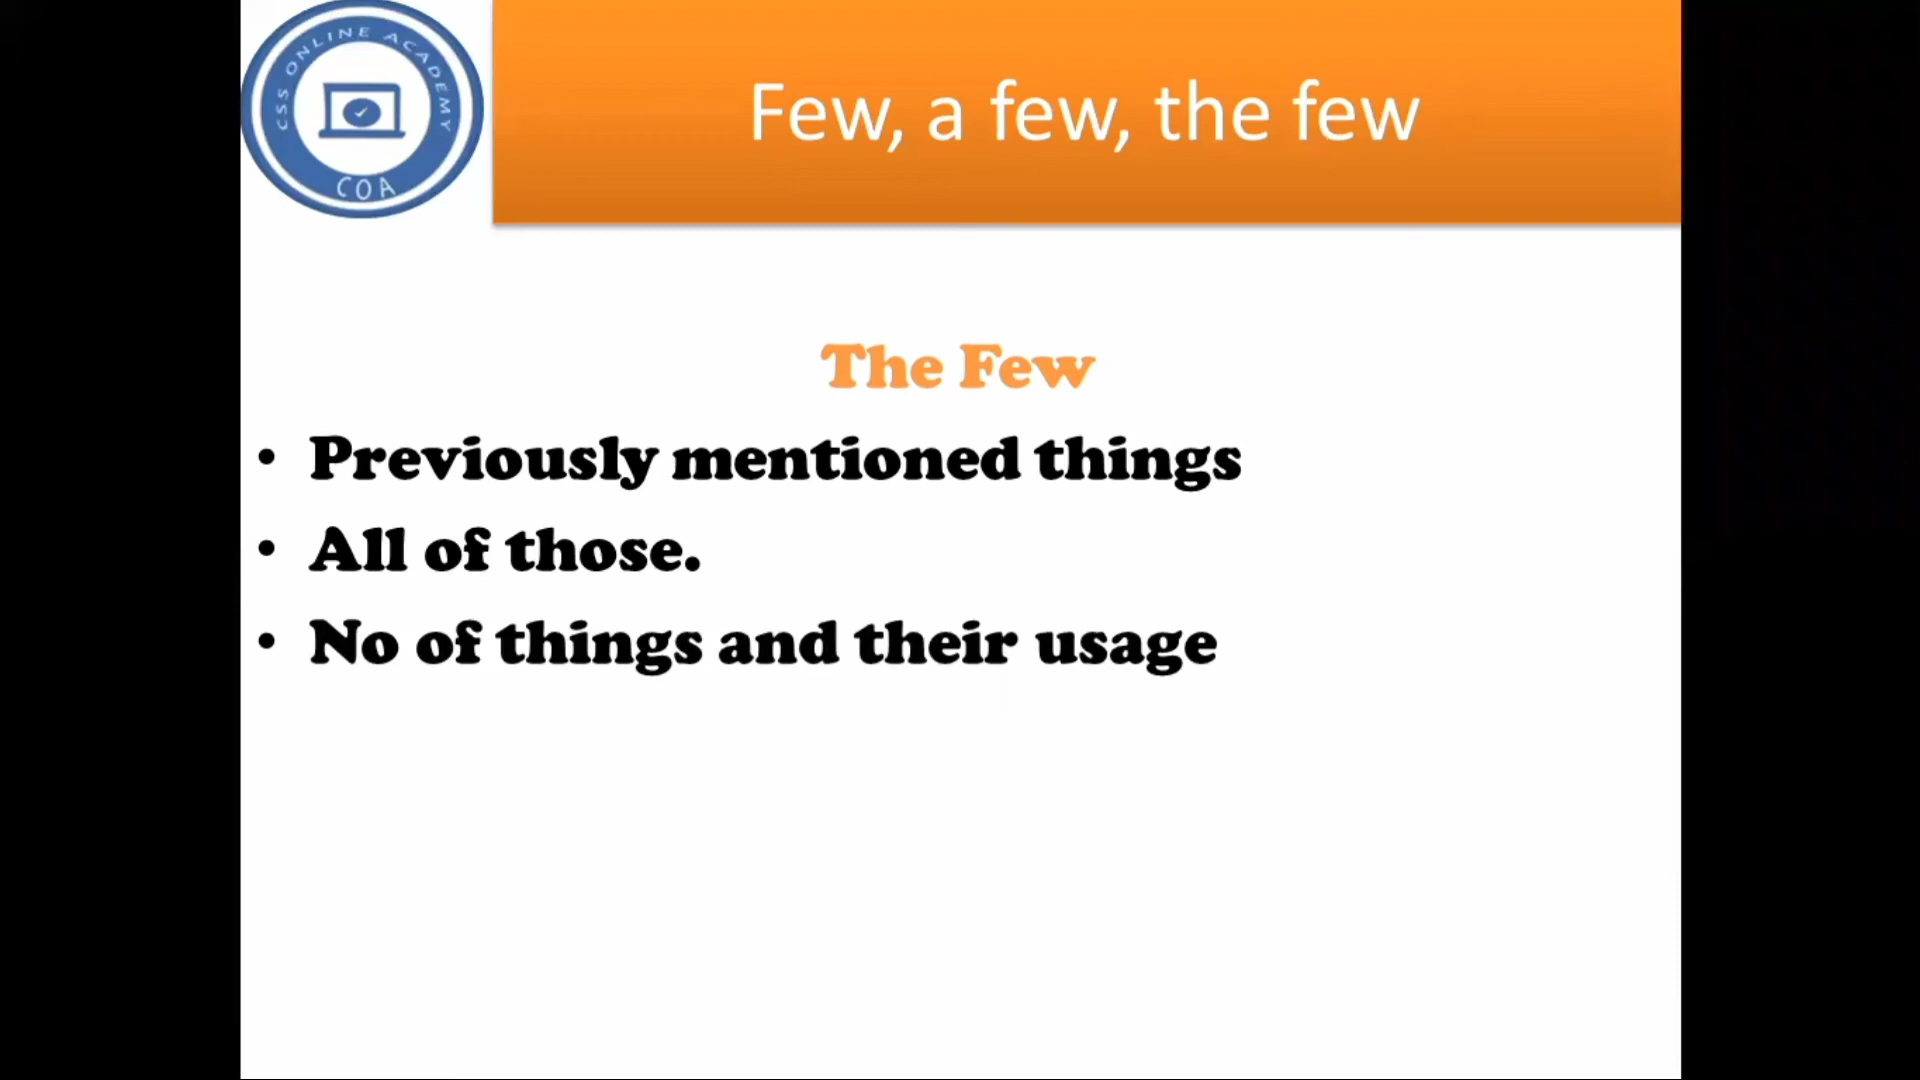 CSS ONLINE ACADEMY
COA
Few, a few, the few
The Few
• Previously mentioned things
• All of those.
• No of things and their usage